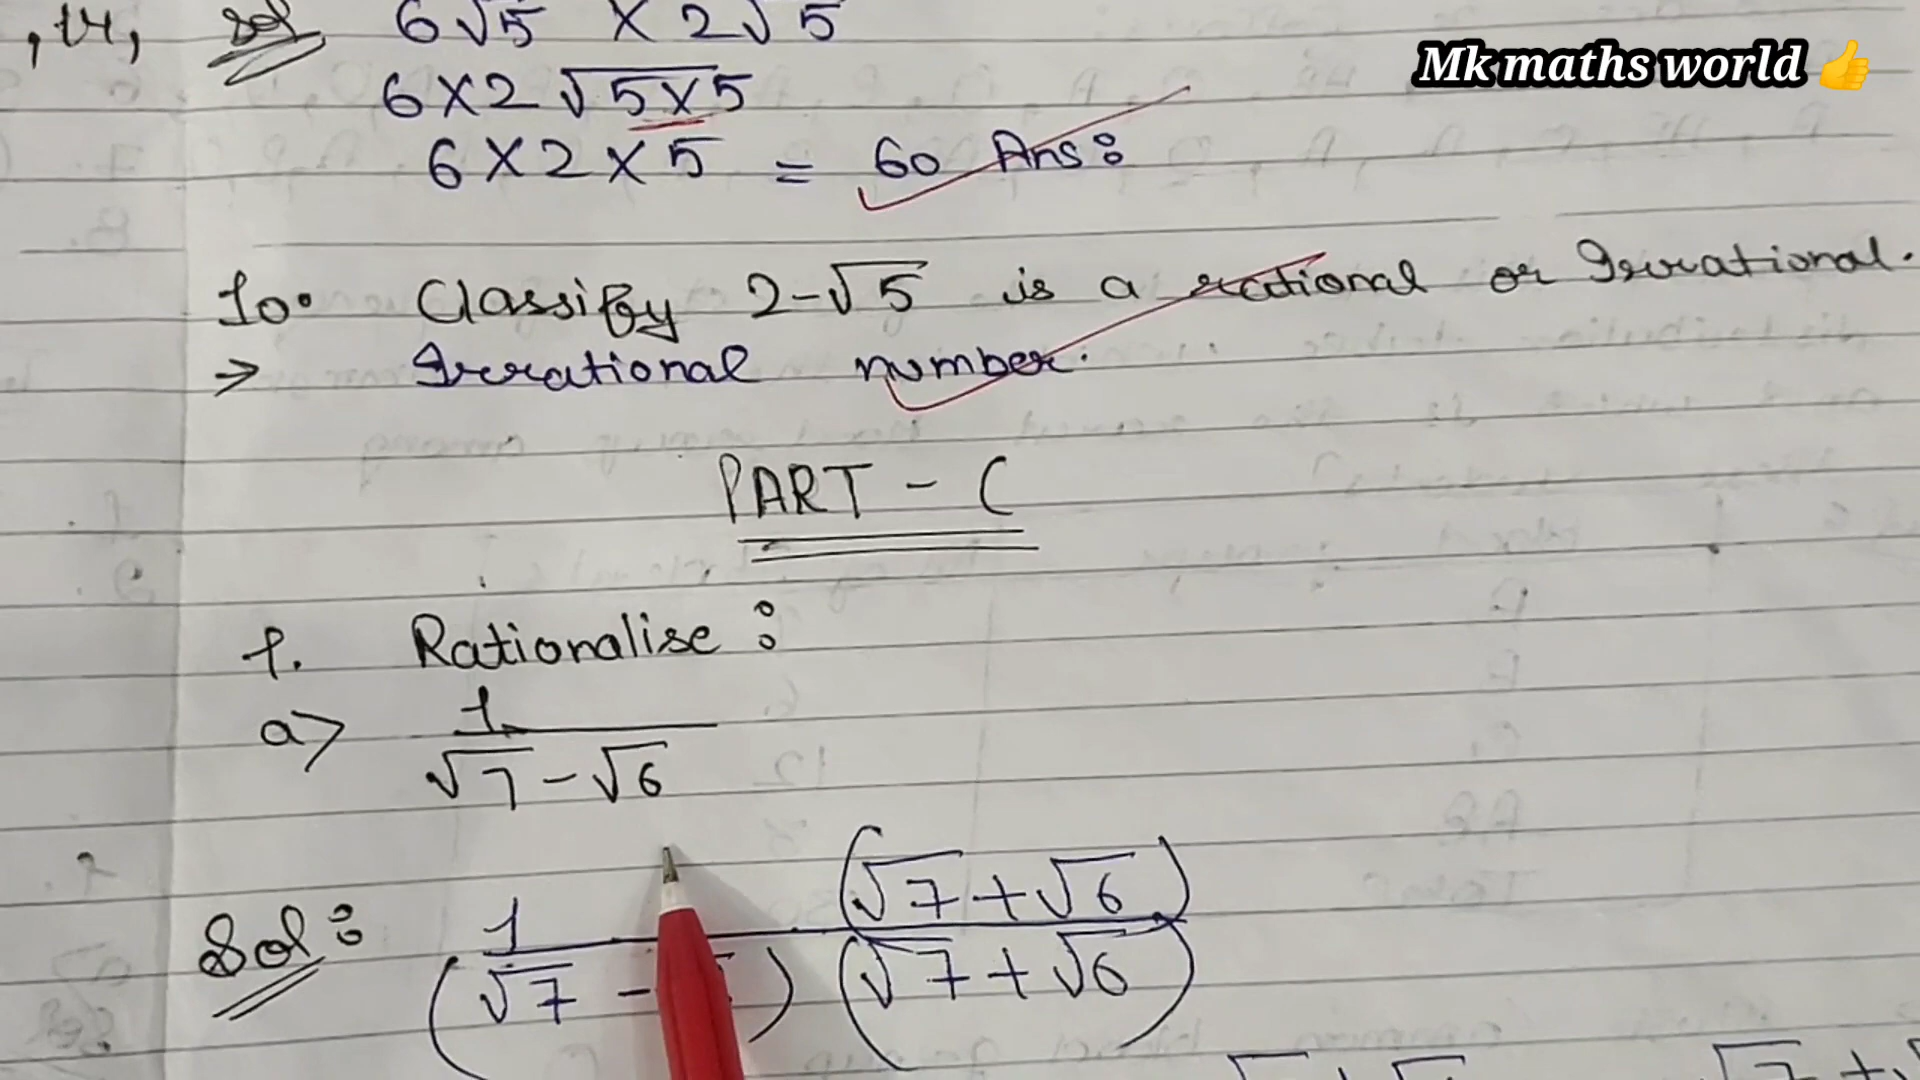 Sol 6√5 × 2√5
Mk maths world 👍
6×2√5×5
6×2×5 = 60 Ans:
10. Classify 2-√5 is a rational or Irrational.
→ Irrational number.
PART - C
1. Rationalise:
a> 1
√7-√6
Sol: 1 (√7+√6)
(√7 - ) (√7+√6)
√7+